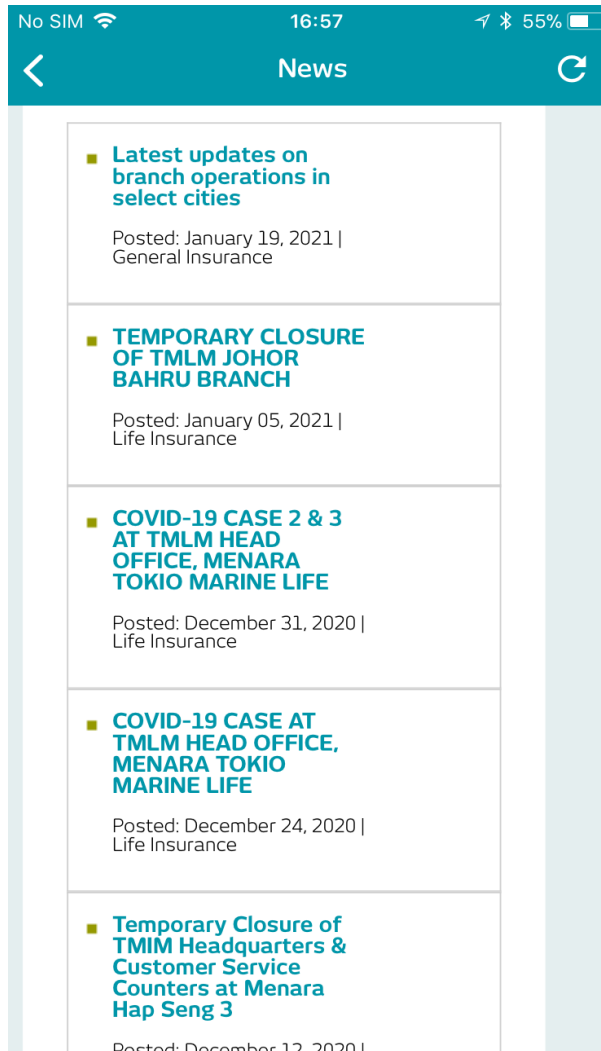 No SIM 16:57 55%
News
Latest updates on
branch operations in
select cities
Posted: January 19, 2021 |
General Insurance
TEMPORARY CLOSURE
OF TMLM JOHOR
BAHRU BRANCH
Posted: January 05, 2021 |
Life Insurance
COVID-19 CASE 2 & 3
AT TMLM HEAD
OFFICE, MENARA
TOKIO MARINE LIFE
Posted: December 31, 2020 |
Life Insurance
COVID-19 CASE AT
TMLM HEAD OFFICE,
MENARA TOKIO
MARINE LIFE
Posted: December 24, 2020 |
Life Insurance
Temporary Closure of
TMIM Headquarters &
Customer Service
Counters at Menara
Hap Seng 3
Posted: December 12, 2020 |